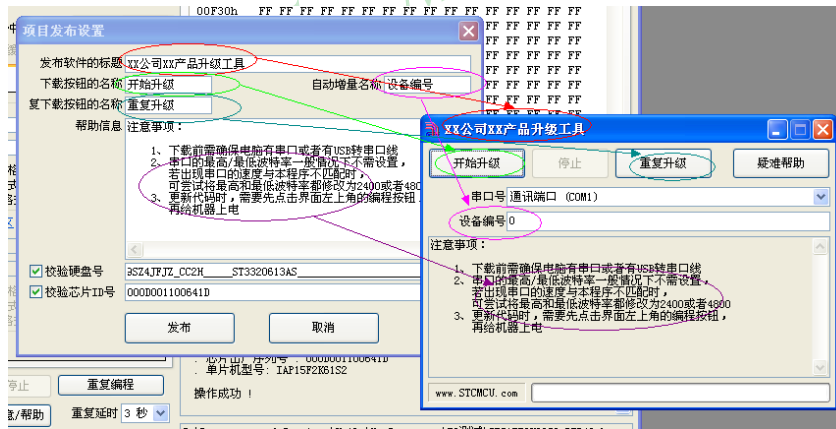 00F30h FF FF FF FF FF FF FF FF FF FF FF FF FF FF FF FF
项目发布设置
发布软件的标题 XX公司XX产品升级工具
下载按钮的名称 开始升级
自动增量名称 设备编号
复下载按钮的名称 重复升级
帮助信息 注意事项:
1、下载前需确保电脑有串口或者有USB转串口线
2、串口的最高/最低波特率一般情况下不需设置,
若出现串口的速度与本程序不匹配时,
可尝试将最高和最低波特率都修改为2400或者480
3、更新代码时,需要先点击界面左上角的编程按钮
再给机器上电
校验硬盘号 3SZ4JFJZ_CC2H_____ST3320613AS
校验芯片ID号 000D001100641D
发布
取消
XX公司XX产品升级工具
开始升级
停止
重复升级
疑难帮助
串口号 通讯端口 (COM1)
设备编号 0
注意事项:
1、下载前需确保电脑有串口或者有USB转串口线
2、串口的最高/最低波特率一般情况下不需设置,
若出现串口的速度与本程序不匹配时,
可尝试将最高和最低波特率都修改为2400或者4800
3、更新代码时,需要先点击界面左上角的编程按钮,
再给机器上电
www.STCMCU.com
. 单片机型号: IAP15F2K61S2
操作成功 !
停止
重复编程
/帮助
重复延时 3 秒